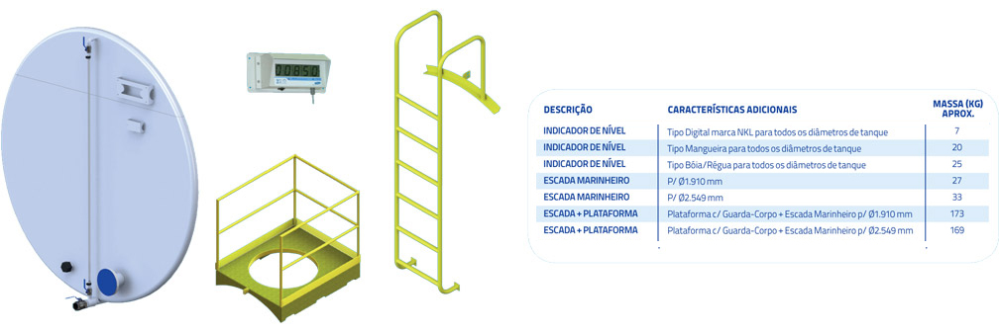 DESCRIÇÃO CARACTERÍSTICAS ADICIONAIS MASSA (KG) APROX.
INDICADOR DE NÍVEL Tipo Digital marca NKL para todos os diâmetros de tanque 7
INDICADOR DE NÍVEL Tipo Mangueira para todos os diâmetros de tanque 20
INDICADOR DE NÍVEL Tipo Bóia/Régua para todos os diâmetros de tanque 25
ESCADA MARINHEIRO P/ Ø1.910 mm 27
ESCADA MARINHEIRO P/ Ø2.549 mm 33
ESCADA + PLATAFORMA Plataforma c/ Guarda-Corpo + Escada Marinheiro p/ Ø1.910 mm 173
ESCADA + PLATAFORMA Plataforma c/ Guarda-Corpo + Escada Marinheiro p/ Ø2.549 mm 169